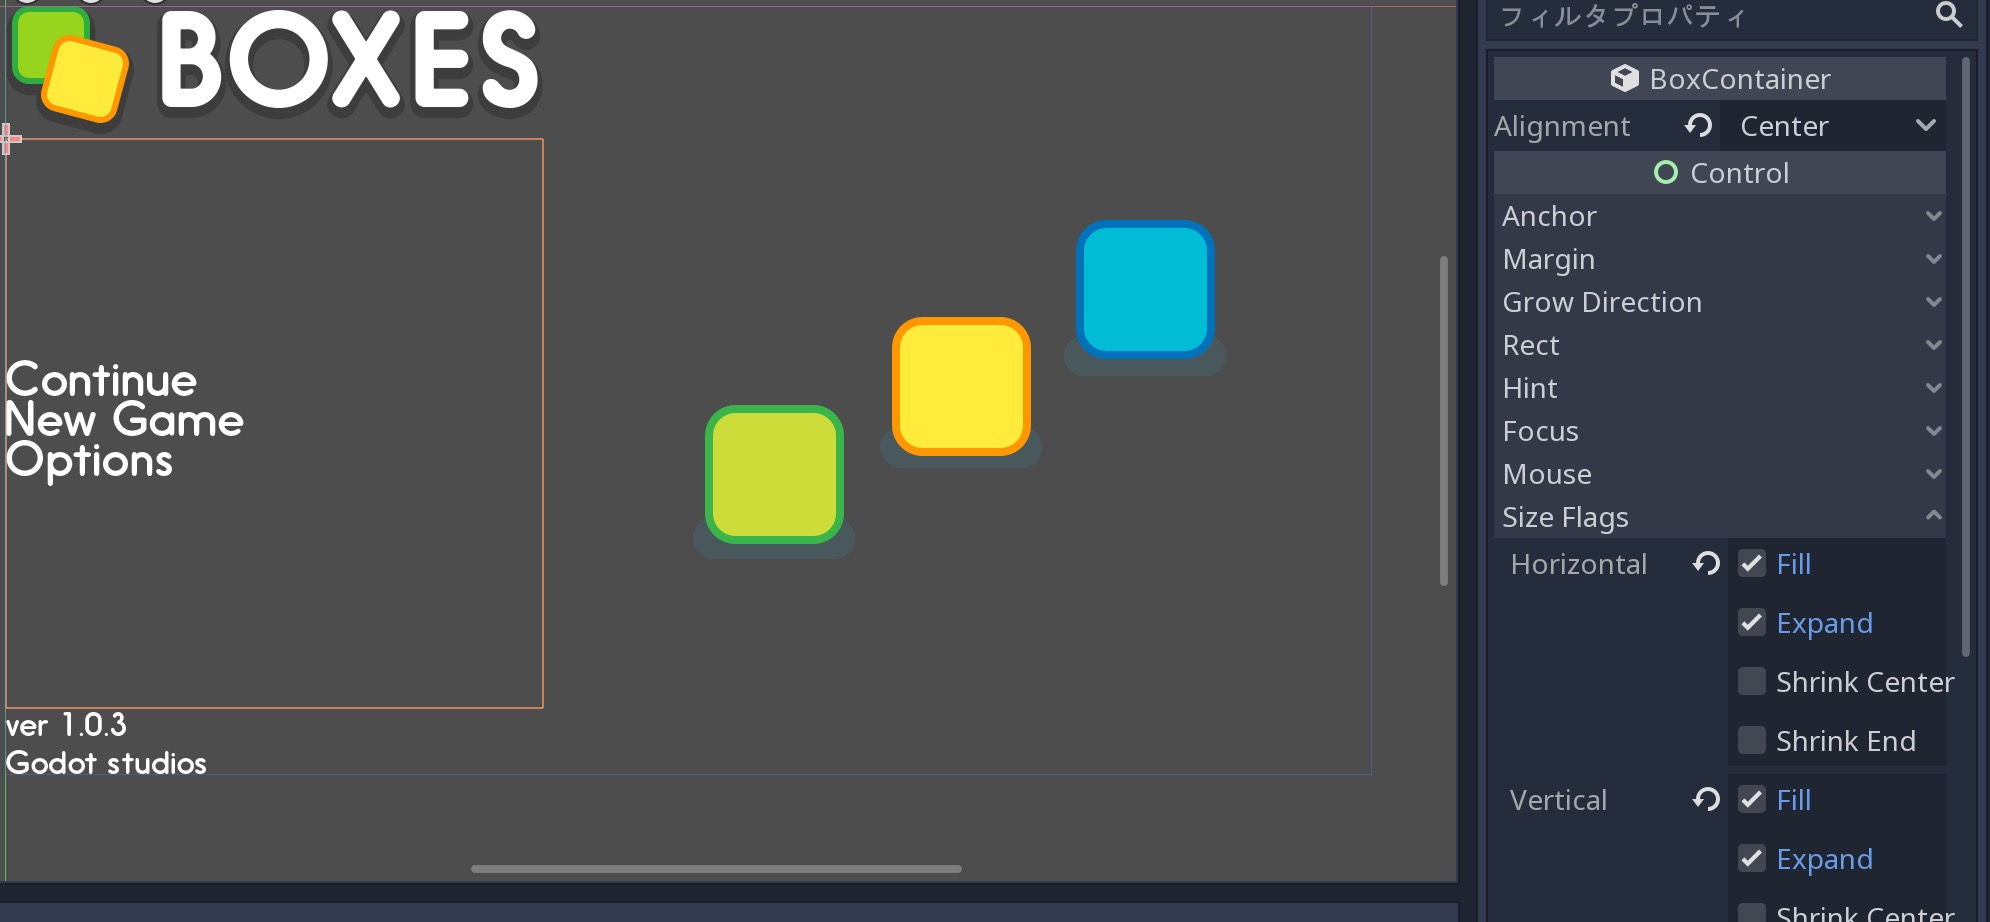 BOXES
Continue
New Game
Options
ver 1.0.3
Godot studios
フィルタプロパティ
BoxContainer
Alignment Center
Control
Anchor
Margin
Grow Direction
Rect
Hint
Focus
Mouse
Size Flags
Horizontal Fill
Expand
Shrink Center
Shrink End
Vertical Fill
Expand
Shrink Center